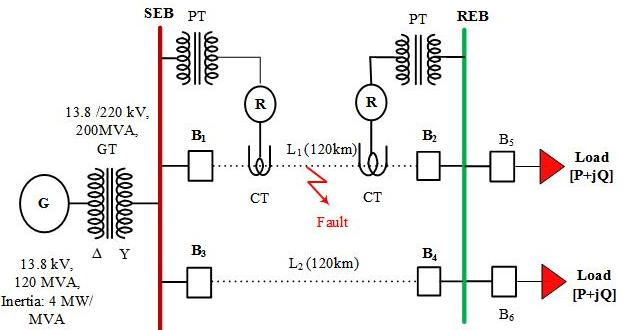 SEB
PT
PT
REB
R
R
13.8 /220 kV,
200MVA,
GT
B1
L1(120km)
B2
B5
Load
[P+jQ]
CT
CT
Fault
G
Δ Y
B3
L2 (120km)
B4
Load
[P+jQ]
B6
13.8 kV,
120 MVA,
Inertia: 4 MW/
MVA